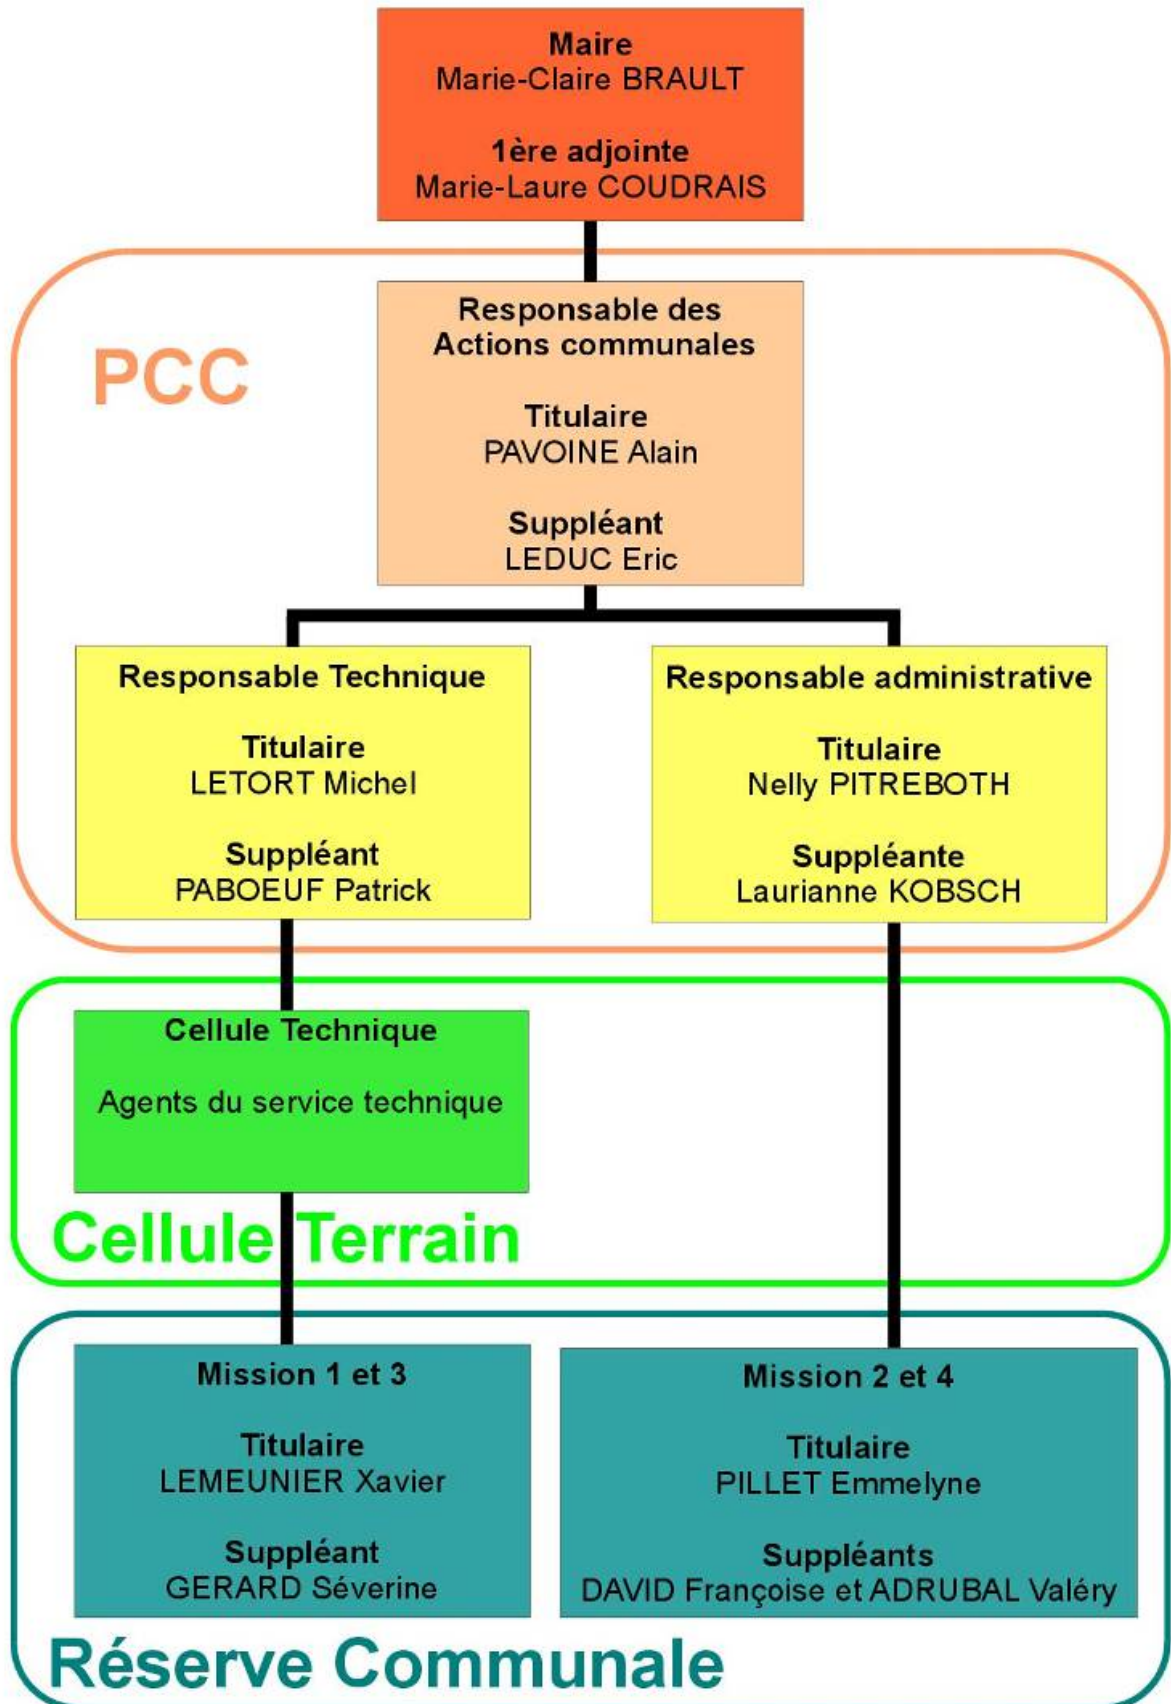 Maire
Marie-Claire BRAULT
1ère adjointe
Marie-Laure COUDRAIS
PCC
Responsable des
Actions communales
Titulaire
PAVOINE Alain
Suppléant
LEDUC Eric
Responsable Technique
Titulaire
LETORT Michel
Suppléant
PABOEUF Patrick
Responsable administrative
Titulaire
Nelly PITREBOTH
Suppléante
Laurianne KOBSCH
Cellule Technique
Agents du service technique
Cellule Terrain
Mission 1 et 3
Titulaire
LEMEUNIER Xavier
Suppléant
GERARD Séverine
Mission 2 et 4
Titulaire
PILLET Emmelyne
Suppléants
DAVID Françoise et ADRUBAL Valéry
Réserve Communale